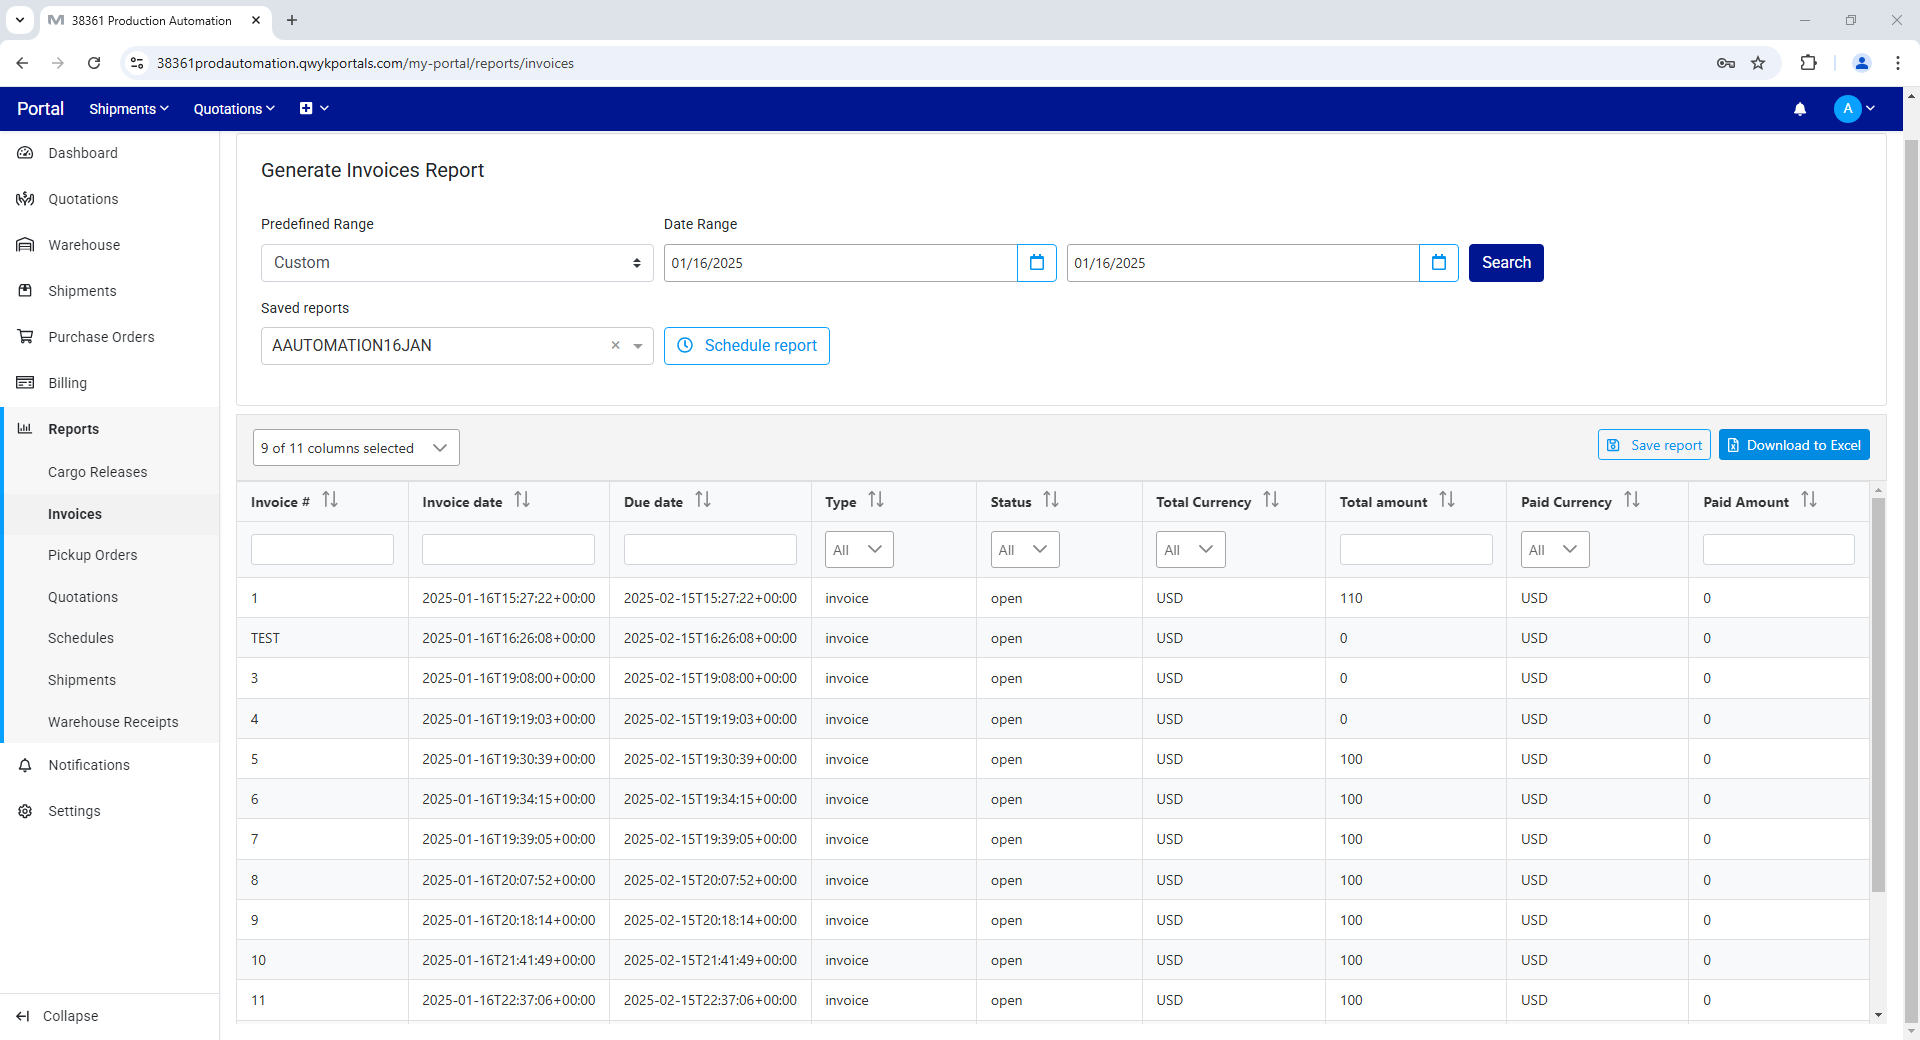 38361 Production Automation
38361prodautomation.qwykportals.com/my-portal/reports/invoices
Portal Shipments Quotations A
Dashboard
Quotations
Warehouse
Shipments
Purchase Orders
Billing
Reports
Cargo Releases
Invoices
Pickup Orders
Quotations
Schedules
Shipments
Warehouse Receipts
Notifications
Settings
Collapse
Generate Invoices Report
Predefined Range Date Range
Custom 01/16/2025 01/16/2025 Search
Saved reports
AAUTOMATION16JAN Schedule report
9 of 11 columns selected Save report Download to Excel
Invoice # Invoice date Due date Type Status Total Currency Total amount Paid Currency Paid Amount
All All All All
1 2025-01-16T15:27:22+00:00 2025-02-15T15:27:22+00:00 invoice open USD 110 USD 0
TEST 2025-01-16T16:26:08+00:00 2025-02-15T16:26:08+00:00 invoice open USD 0 USD 0
3 2025-01-16T19:08:00+00:00 2025-02-15T19:08:00+00:00 invoice open USD 0 USD 0
4 2025-01-16T19:19:03+00:00 2025-02-15T19:19:03+00:00 invoice open USD 0 USD 0
5 2025-01-16T19:30:39+00:00 2025-02-15T19:30:39+00:00 invoice open USD 100 USD 0
6 2025-01-16T19:34:15+00:00 2025-02-15T19:34:15+00:00 invoice open USD 100 USD 0
7 2025-01-16T19:39:05+00:00 2025-02-15T19:39:05+00:00 invoice open USD 100 USD 0
8 2025-01-16T20:07:52+00:00 2025-02-15T20:07:52+00:00 invoice open USD 100 USD 0
9 2025-01-16T20:18:14+00:00 2025-02-15T20:18:14+00:00 invoice open USD 100 USD 0
10 2025-01-16T21:41:49+00:00 2025-02-15T21:41:49+00:00 invoice open USD 100 USD 0
11 2025-01-16T22:37:06+00:00 2025-02-15T22:37:06+00:00 invoice open USD 100 USD 0